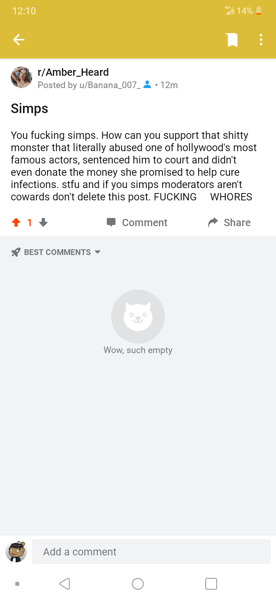 12:10
14%
r/Amber_Heard
Posted by u/Banana_007_ • 12m
Simps
You fucking simps. How can you support that shitty
monster that literally abused one of hollywood's most
famous actors, sentenced him to court and didn't
even donate the money she promised to help cure
infections. stfu and if you simps moderators aren't
cowards don't delete this post. FUCKING WHORES
1 Comment Share
BEST COMMENTS
Wow, such empty
Add a comment